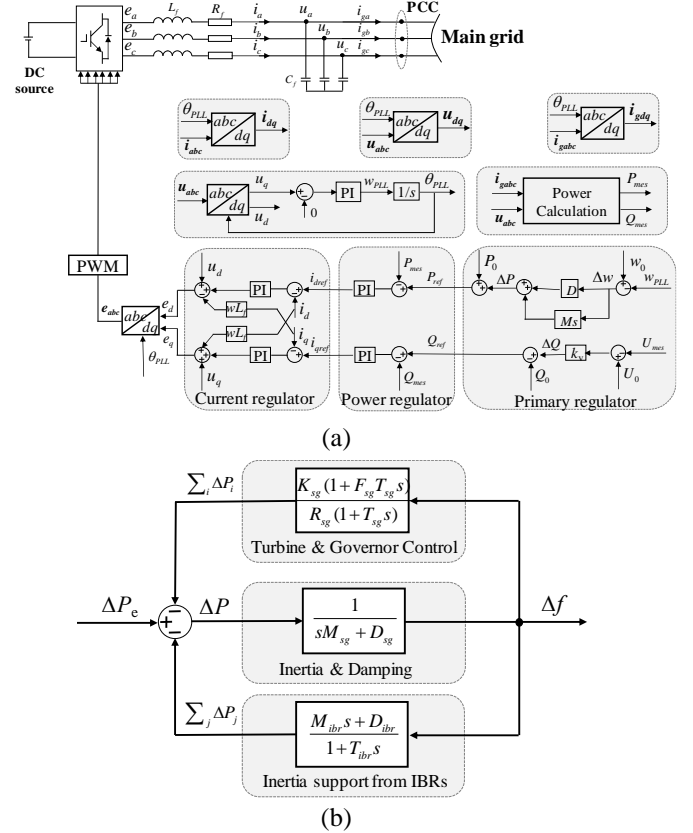 e_a L_f R_f i_a u_a i_ga PCC
e_b i_b u_b i_gb
e_c i_c u_c i_gc
Main grid
DC source
C_f
θ_PLL abc dq i_dq
i_abc
θ_PLL abc dq u_dq
u_abc
θ_PLL abc dq i_gdq
i_gabc
u_abc abc dq u_q PI w_PLL 1/s θ_PLL
u_d 0
i_gabc Power Calculation P_mes
u_abc Q_mes
PWM
u_d P_mes P_0 w_0
e_abc abc dq e_d PI i_dref PI P_ref ΔP D Δw w_PLL
wL_f i_d Ms
wL_f i_q
e_q PI i_qref PI Q_ref ΔQ k_v U_mes
θ_PLL u_q Q_mes Q_0 U_0
Current regulator Power regulator Primary regulator
(a)
∑_i ΔP_i K_sg (1+F_sg T_sg s)
R_sg (1+T_sg s)
Turbine & Governor Control
ΔP_e ΔP 1 Δf
sM_sg + D_sg
Inertia & Damping
∑_j ΔP_j M_ibr s + D_ibr
1+T_ibr s
Inertia support from IBRs
(b)